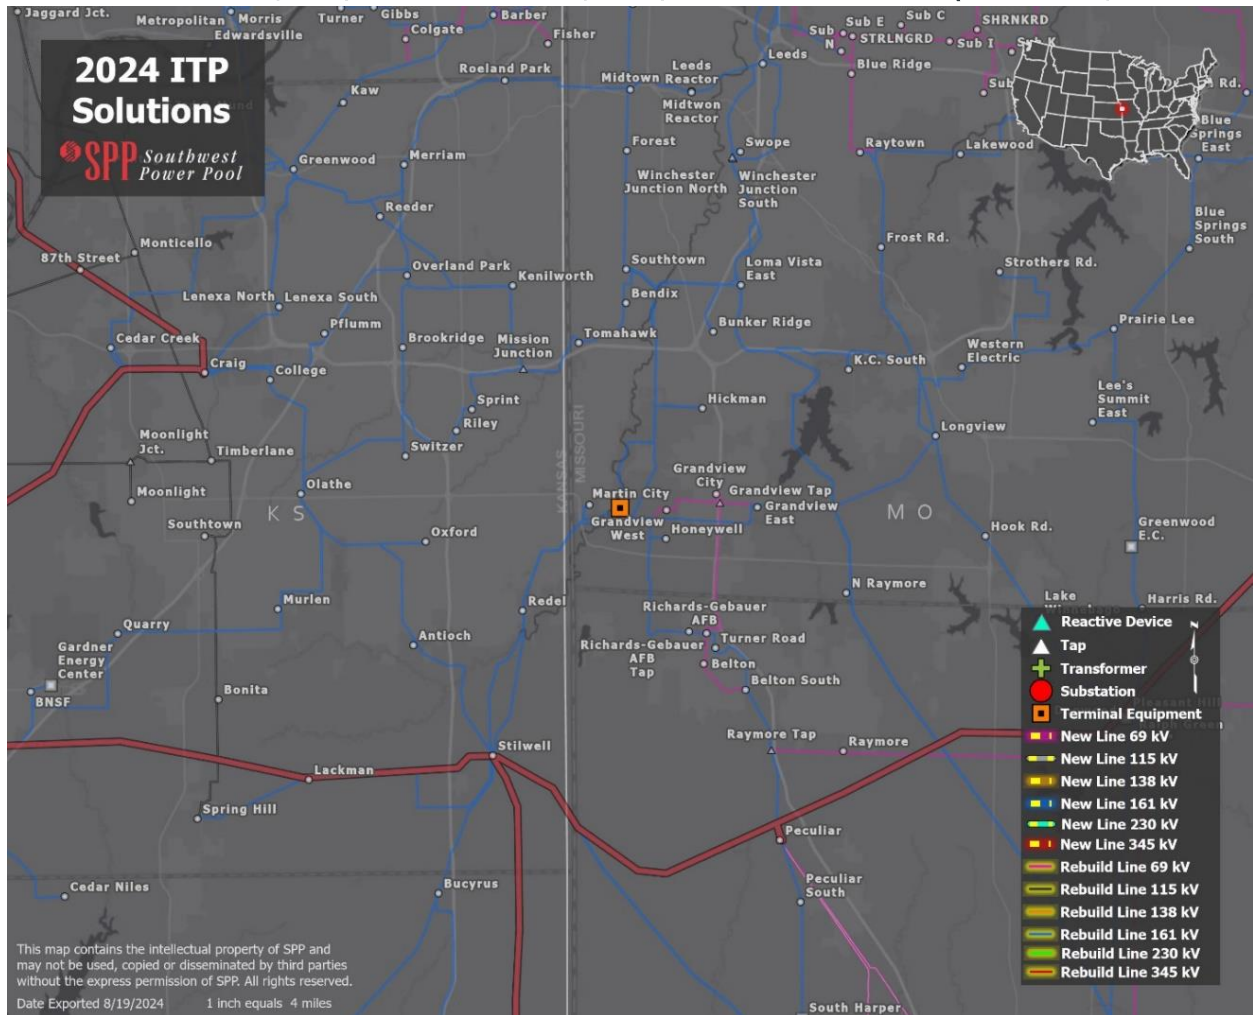 Jaggard Jct.
Metropolitan
Morris
Edwardsville
Turner
Gibbs
Colgate
Barber
Fisher
Sub E
Sub C
SHRNKRD
Sub
N
STRLNGRD
Sub I
Sub K
2024 ITP
Solutions
SPP Southwest
Power Pool
Roeland Park
Midtown
Leeds
Reactor
Leeds
Blue Ridge
Sub
Rd.
Kaw
Midtwon
Reactor
Blue
Springs
East
Greenwood
Merriam
Forest
Swope
Raytown
Lakewood
Winchester
Junction North
Winchester
Junction
South
Reeder
Blue
Springs
South
Monticello
Frost Rd.
87th Street
Overland Park
Kenilworth
Southtown
Loma Vista
East
Strothers Rd.
Lenexa North
Lenexa South
Bendix
Pflumm
Bunker Ridge
Prairie Lee
Cedar Creek
Brookridge
Mission
Junction
Tomahawk
Western
Electric
Craig
College
K.C. South
Lee's
Summit
East
Sprint
Hickman
Riley
KANSAS
MISSOURI
Moonlight
Jct.
Timberlane
Switzer
Longview
Grandview
City
Moonlight
Olathe
Martin City
Grandview Tap
Grandview
East
K S
M O
Southtown
Grandview
West
Honeywell
Oxford
Hook Rd.
Greenwood
E.C.
N Raymore
Murlen
Redel
Richards-Gebauer
AFB
Lake
Harris Rd.
Quarry
Antioch
Richards-Gebauer
AFB
Tap
Turner Road
Gardner
Energy
Center
Belton
Belton South
BNSF
Bonita
Raymore Tap
Raymore
Pleasant Hill
Stilwell
Lackman
Spring Hill
Peculiar
Cedar Niles
Bucyrus
Peculiar
South
South Harper
N
Reactive Device
Tap
Transformer
Substation
Terminal Equipment
New Line 69 kV
New Line 115 kV
New Line 138 kV
New Line 161 kV
New Line 230 kV
New Line 345 kV
Rebuild Line 69 kV
Rebuild Line 115 kV
Rebuild Line 138 kV
Rebuild Line 161 kV
Rebuild Line 230 kV
Rebuild Line 345 kV
This map contains the intellectual property of SPP and
may not be used, copied or disseminated by third parties
without the express permission of SPP. All rights reserved.
Date Exported 8/19/2024
1 inch equals 4 miles